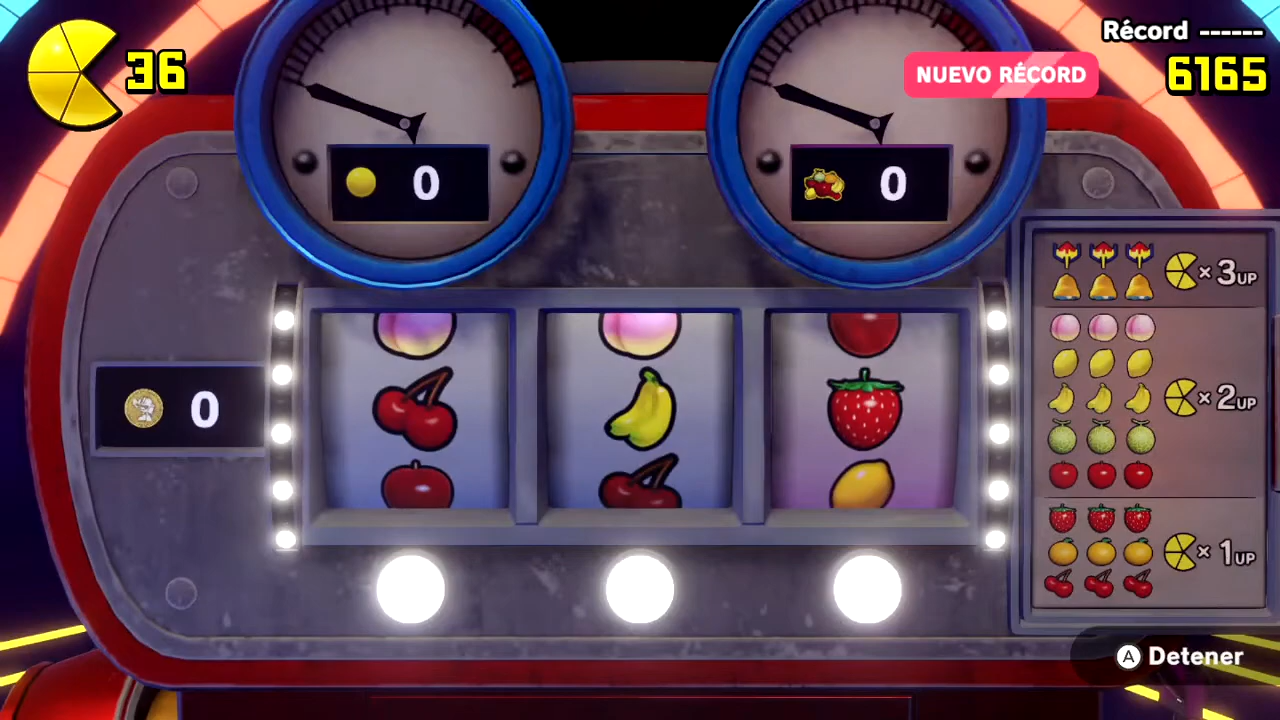 36
Récord ------
NUEVO RÉCORD
6165
0
0
0
× 3UP
× 2UP
× 1UP
A Detener